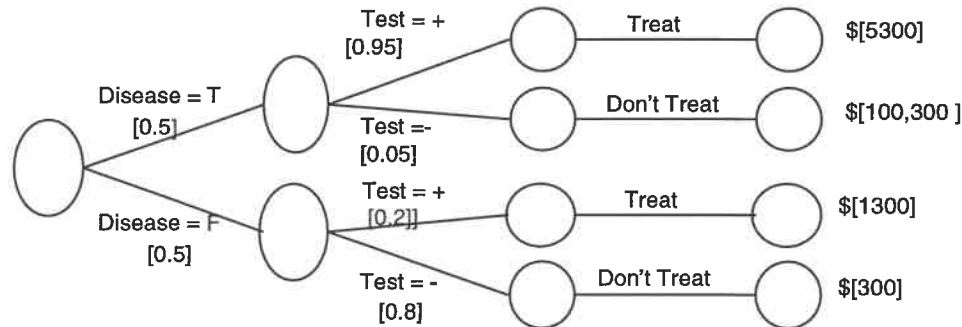 Test = +
[0.95]
Treat
$[5300]
Disease = T
[0.5]
Test =-
[0.05]
Don't Treat
$[100,300 ]
Disease = F
[0.5]
Test = +
[0.2]]
Treat
$[1300]
Test = -
[0.8]
Don't Treat
$[300]